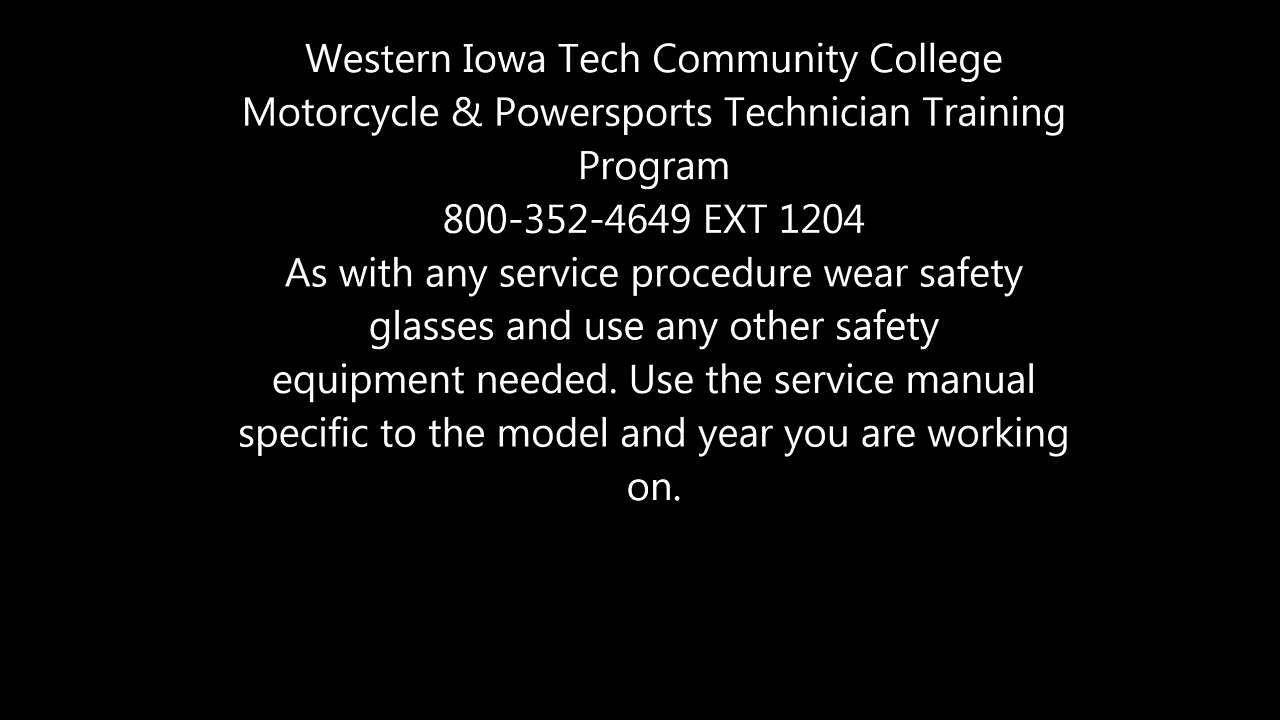 Western Iowa Tech Community College
Motorcycle & Powersports Technician Training
Program
800-352-4649 EXT 1204
As with any service procedure wear safety
glasses and use any other safety
equipment needed. Use the service manual
specific to the model and year you are working
on.